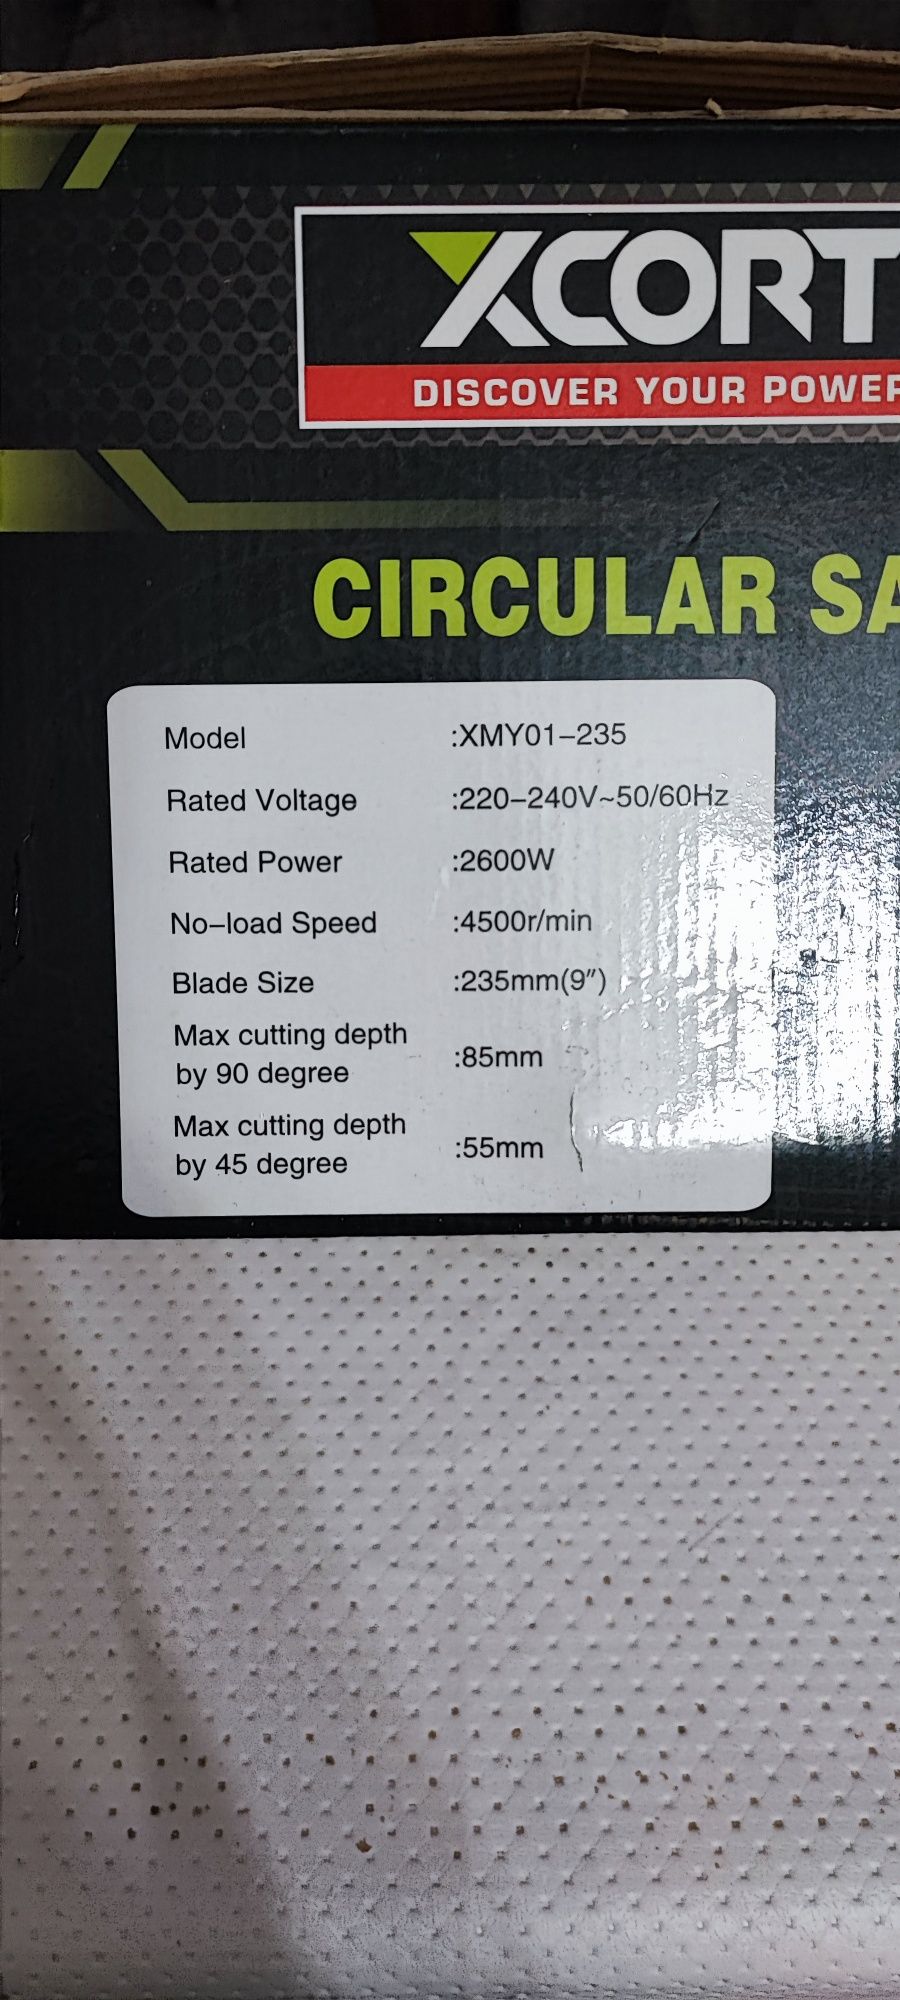 XCORT
DISCOVER YOUR POWER
CIRCULAR
Model :XMY01-235
Rated Voltage :220-240V~50/60Hz
Rated Power :2600W
No-load Speed :4500r/min
Blade Size :235mm(9")
Max cutting depth
by 90 degree :85mm
Max cutting depth
by 45 degree :55mm